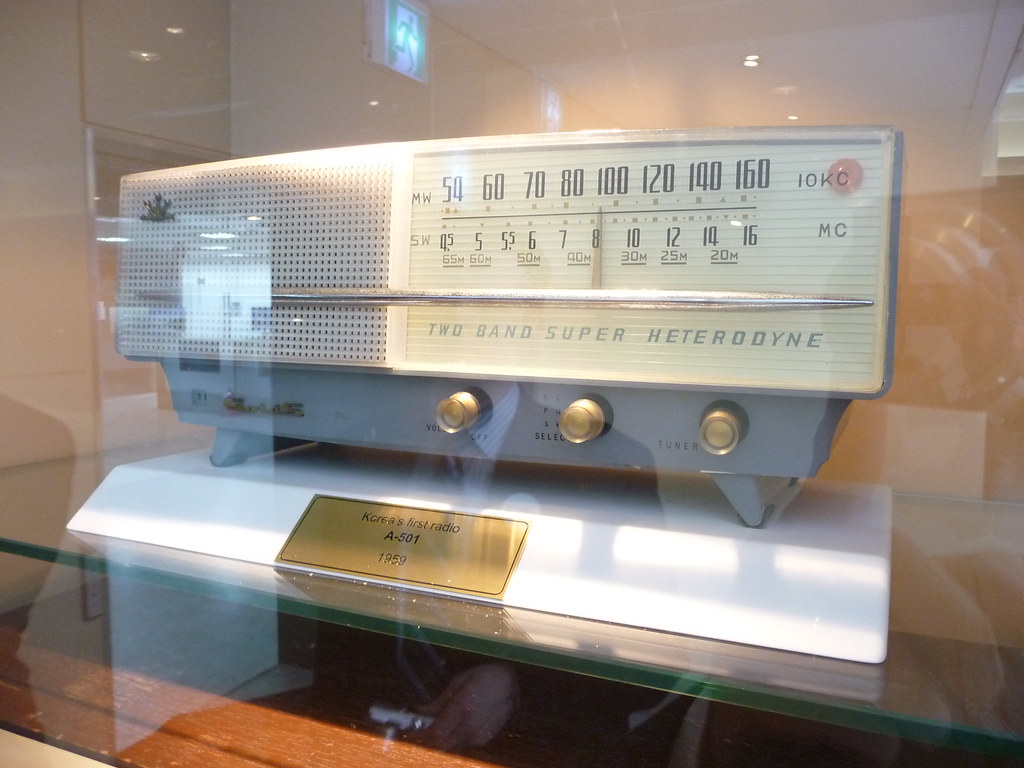 MW 54 60 70 80 100 120 140 160 10KC
SW 4.5 5 5.5 6 7 8 10 12 14 16 MC
65M 60M 50M 40M 30M 25M 20M
TWO BAND SUPER HETERODYNE
OFF
TUNER
Korea's first radio
A-501
1959